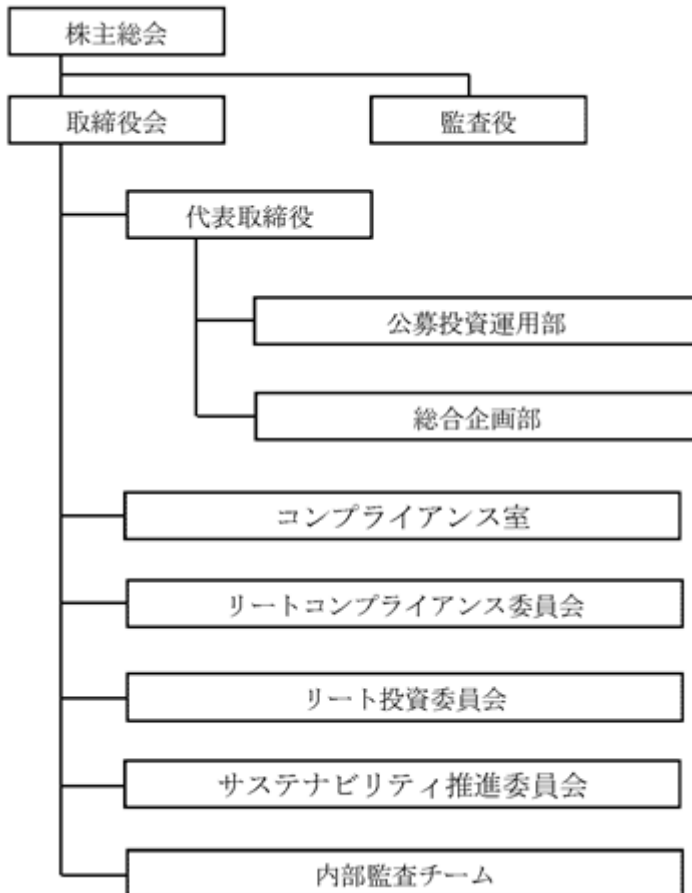 株主総会
取締役会
監査役
代表取締役
公募投資運用部
総合企画部
コンプライアンス室
リートコンプライアンス委員会
リート投資委員会
サステナビリティ推進委員会
内部監査チーム